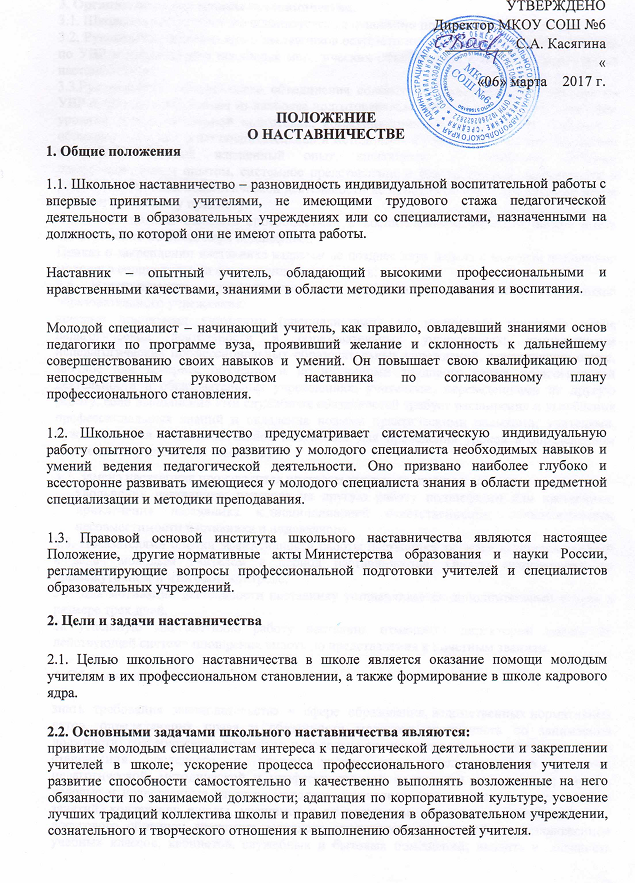 УТВЕРЖДЕНО
Директор МКОУ СОШ №6
С.А. Касягина
«
«06» марта 2017 г.
МКОУ
СОШ №6
ПОЛОЖЕНИЕ
О НАСТАВНИЧЕСТВЕ
1. Общие положения
1.1. Школьное наставничество – разновидность индивидуальной воспитательной работы с
впервые принятыми учителями, не имеющими трудового стажа педагогической
деятельности в образовательных учреждениях или со специалистами, назначенными на
должность, по которой они не имеют опыта работы.
Наставник – опытный учитель, обладающий высокими профессиональными и
нравственными качествами, знаниями в области методики преподавания и воспитания.
Молодой специалист – начинающий учитель, как правило, овладевший знаниями основ
педагогики по программе вуза, проявивший желание и склонность к дальнейшему
совершенствованию своих навыков и умений. Он повышает свою квалификацию под
непосредственным руководством наставника по согласованному плану
профессионального становления.
1.2. Школьное наставничество предусматривает систематическую индивидуальную
работу опытного учителя по развитию у молодого специалиста необходимых навыков и
умений ведения педагогической деятельности. Оно призвано наиболее глубоко и
всесторонне развивать имеющиеся у молодого специалиста знания в области предметной
специализации и методики преподавания.
1.3. Правовой основой института школьного наставничества являются настоящее
Положение, другие нормативные акты Министерства образования и науки России,
регламентирующие вопросы профессиональной подготовки учителей и специалистов
образовательных учреждений.
2. Цели и задачи наставничества
2.1. Целью школьного наставничества в школе является оказание помощи молодым
учителям в их профессиональном становлении, а также формирование в школе кадрового
ядра.
2.2. Основными задачами школьного наставничества являются:
привитие молодым специалистам интереса к педагогической деятельности и закреплении
учителей в школе; ускорение процесса профессионального становления учителя и
развитие способности самостоятельно и качественно выполнять возложенные на него
обязанности по занимаемой должности; адаптация по корпоративной культуре, усвоение
лучших традиций коллектива школы и правил поведения в образовательном учреждении,
сознательного и творческого отношения к выполнению обязанностей учителя.